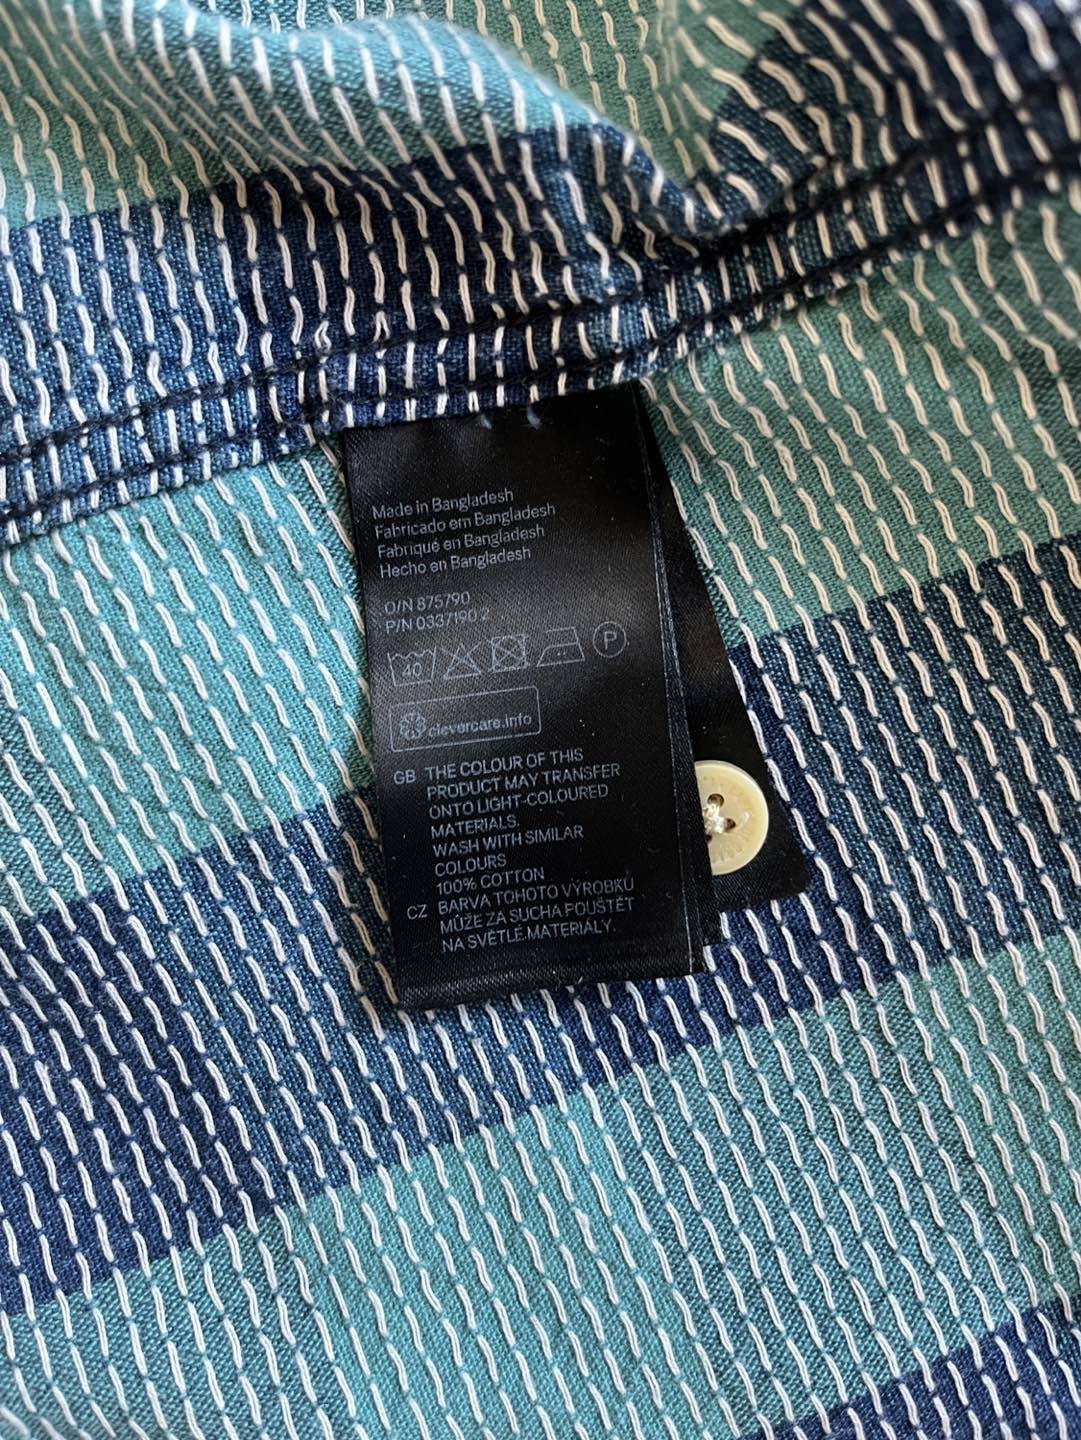 Made in Bangladesh
Fabricado em Bangladesh
Fabriqué en Bangladesh
Hecho en Bangladesh
O/N 875790
P/N 0337190 2
40
P
clevercare.info
GB THE COLOUR OF THIS
PRODUCT MAY TRANSFER
ONTO LIGHT-COLOURED
MATERIALS.
WASH WITH SIMILAR
COLOURS
100% COTTON
CZ BARVA TOHOTO VÝROBKU
MŮŽE ZA SUCHA POUŠTĚT
NA SVĚTLÉ MATERIÁLY.